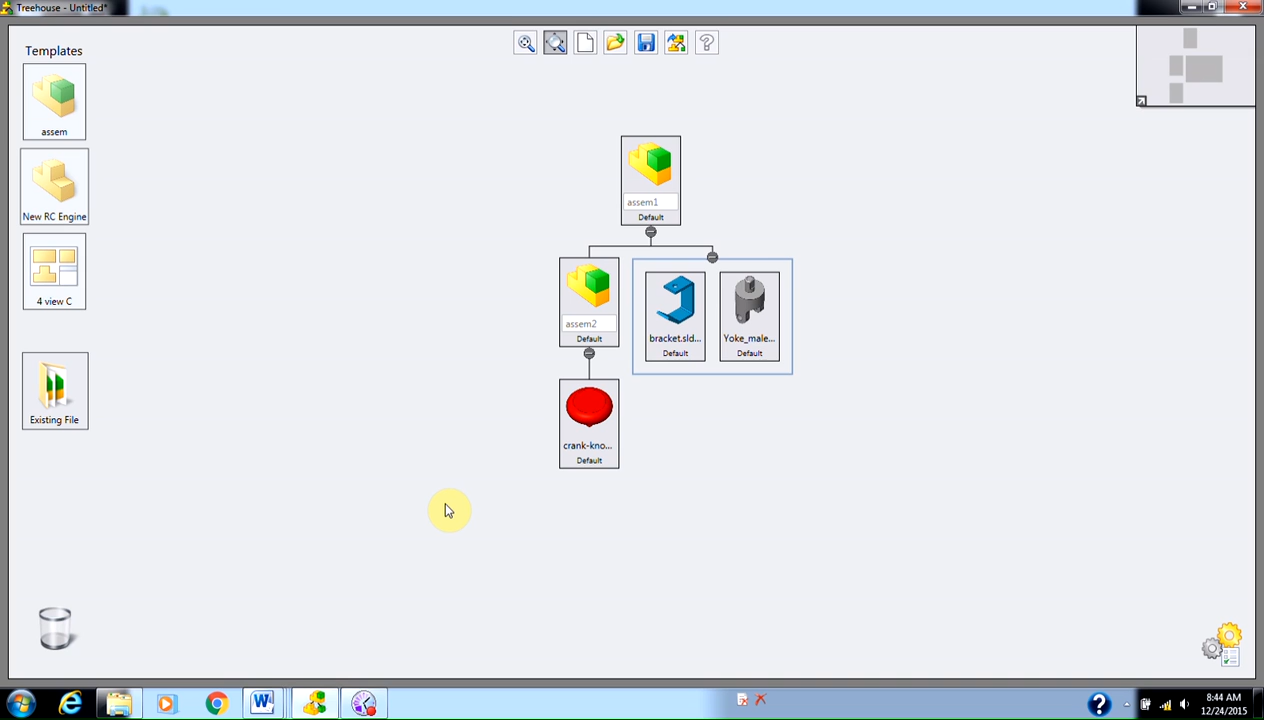 Treehouse - Untitled*
Templates
assem
New RC Engine
4 view C
Existing File
assem1
Default
assem2
Default
bracket.sld...
Default
Yoke_male...
Default
crank-kno...
Default
8:44 AM
12/24/2015